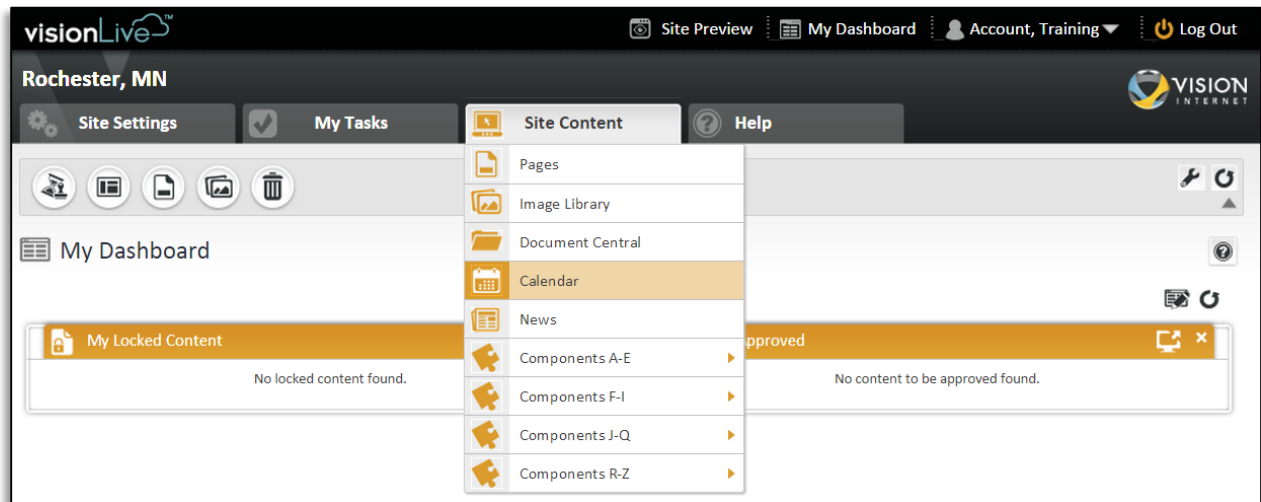 visionLive™ Site Preview My Dashboard Account, Training Log Out
Rochester, MN
VISION
INTERNET
Site Settings My Tasks Site Content Help
Pages
Image Library
Document Central
My Dashboard
Calendar
News
My Locked Content pproved
Components A-E
No locked content found. No content to be approved found.
Components F-I
Components J-Q
Components R-Z